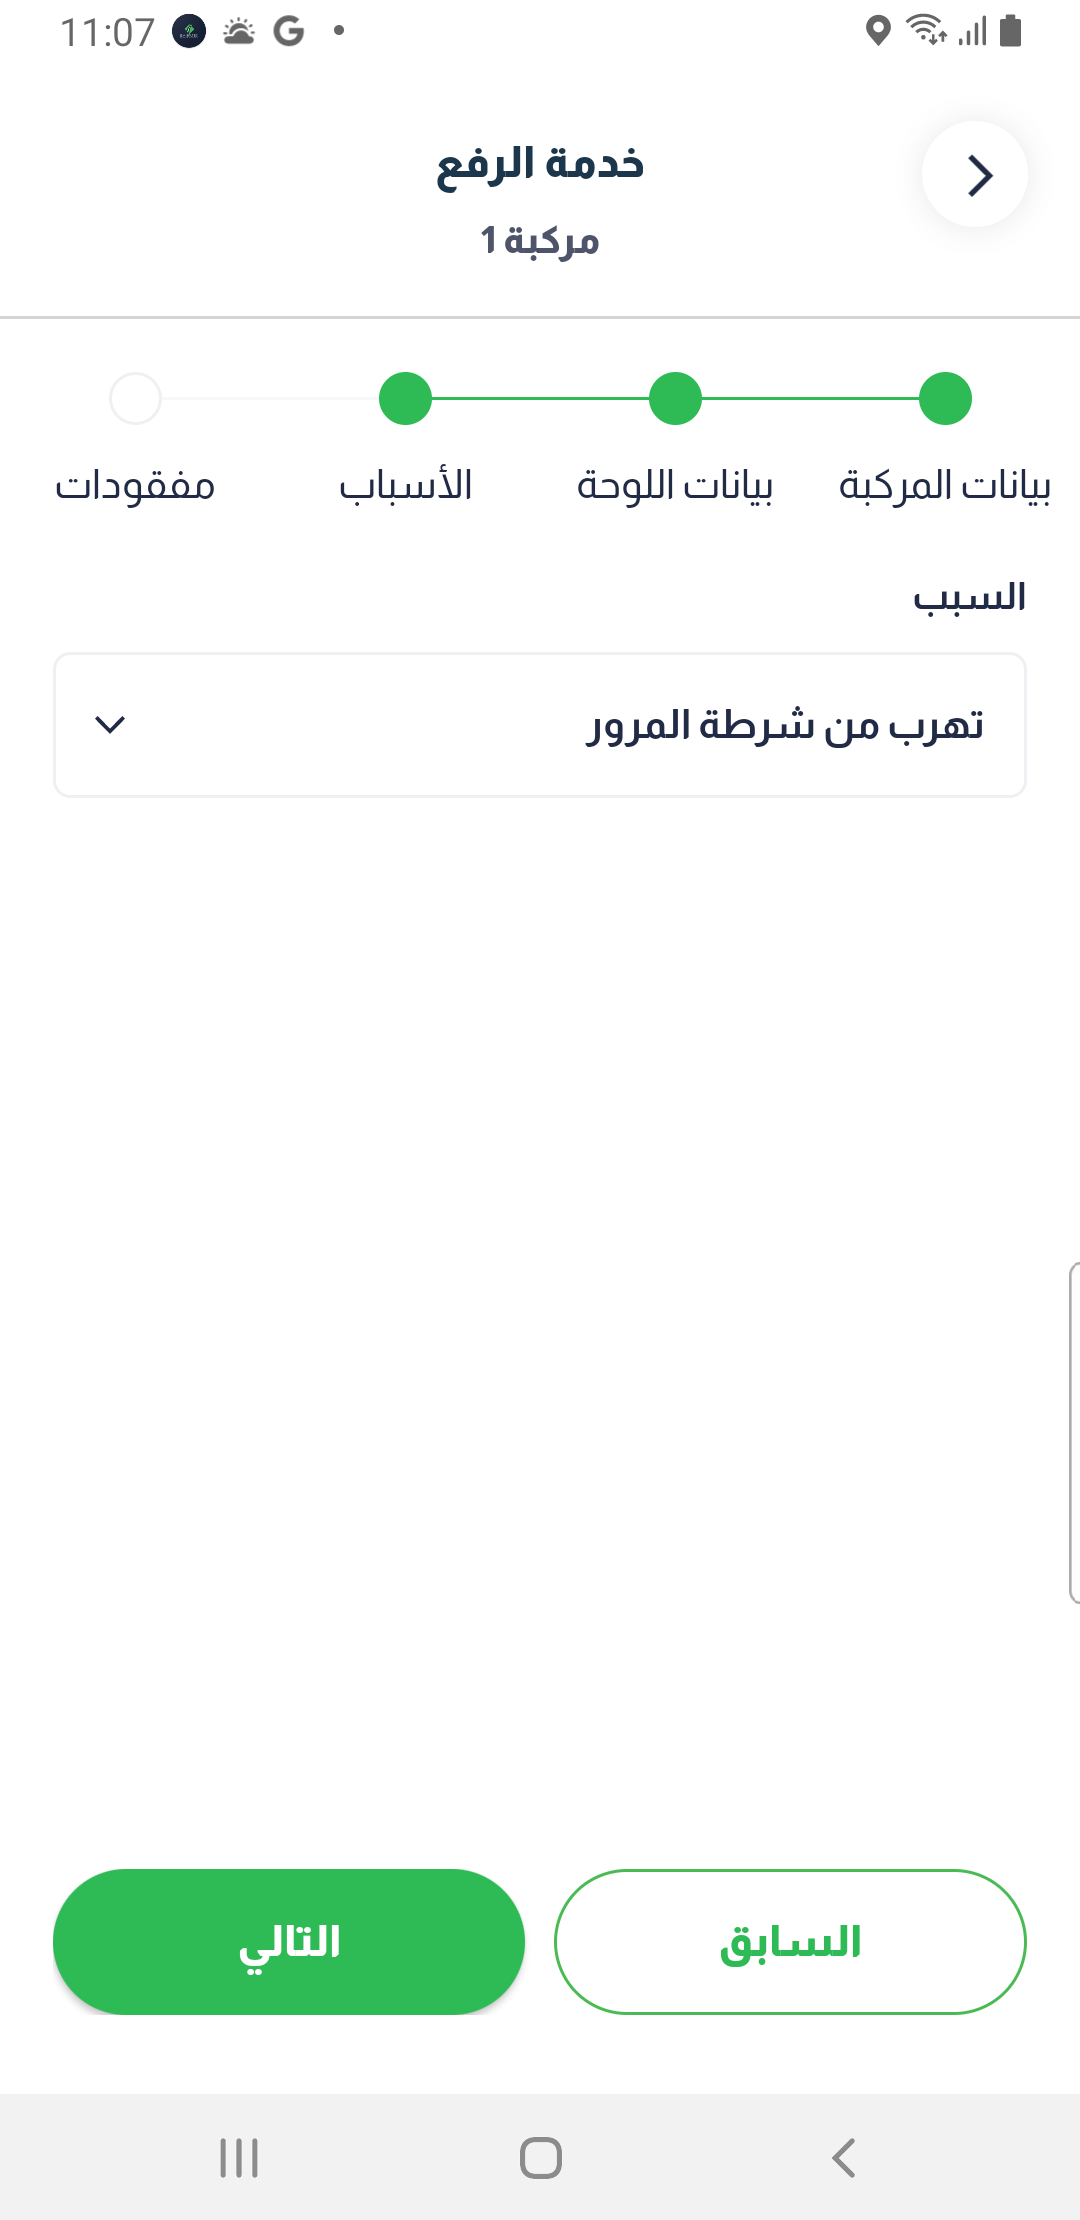 11:07
خدمة الرفع
مركبة 1
بيانات المركبة
بيانات اللوحة
الأسباب
مفقودات
السبب
تهرب من شرطة المرور
السابق
التالي